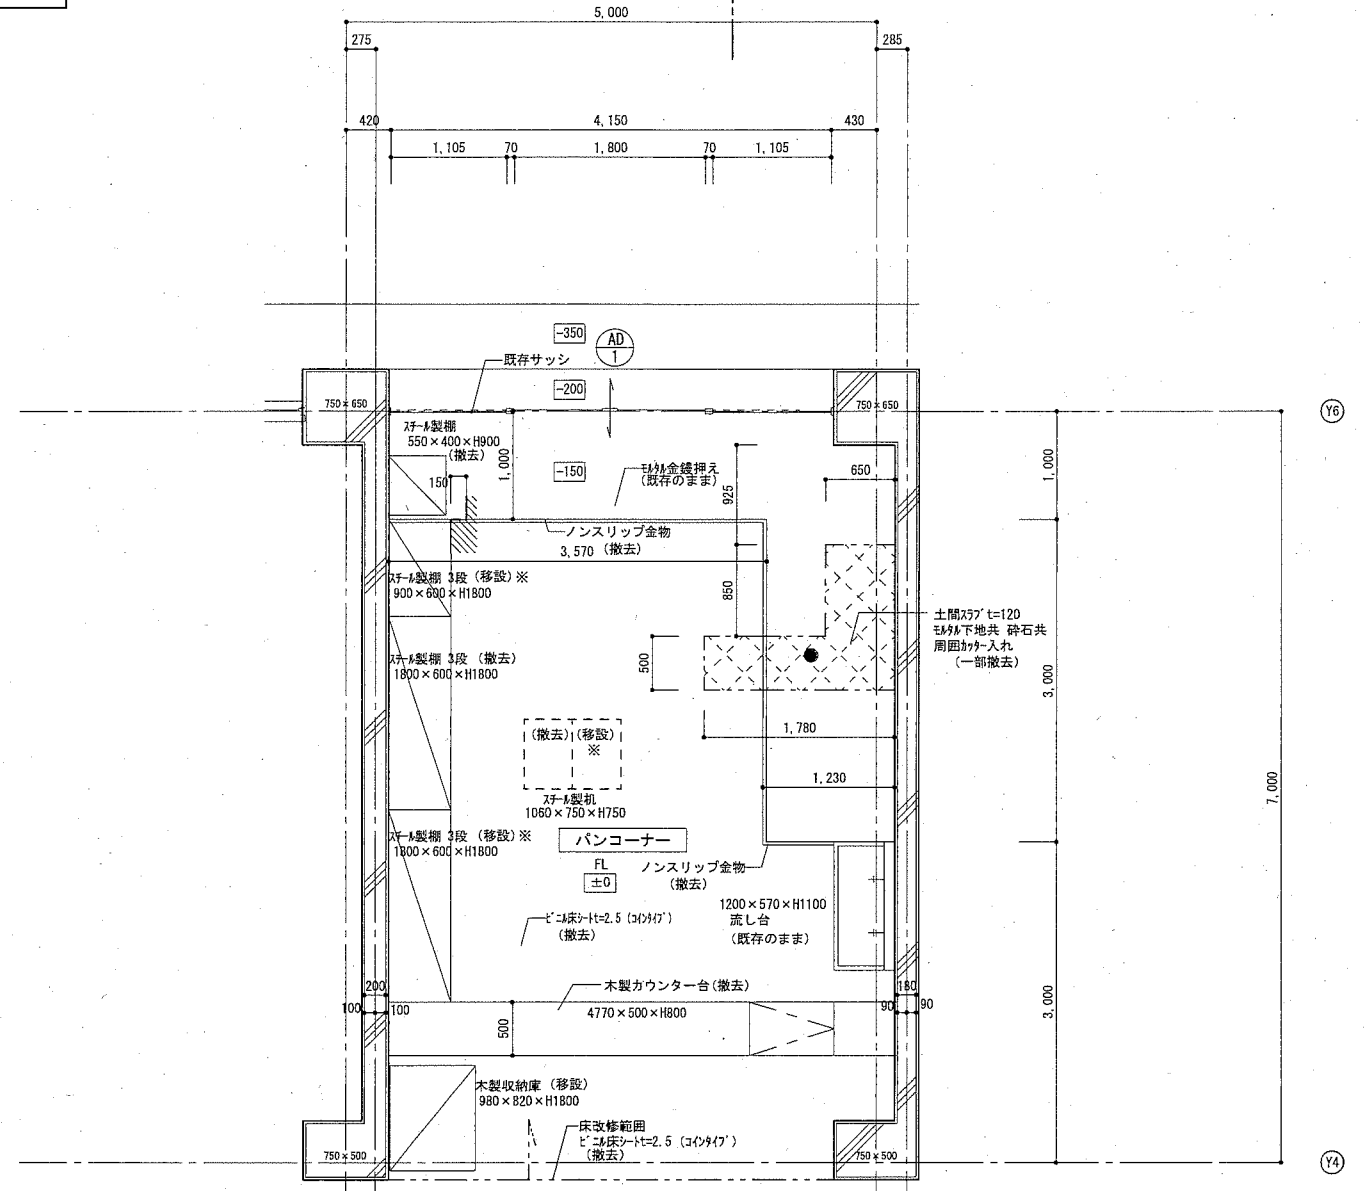 5,000
275
285
420
4,150
430
1,105
70
1,800
70
1,105
-350
AD
1
既存サッシ
-200
750×650
750×650
Y6
スチール製棚
550×400×H900
(撤去)
1,000
-150
モルタル金鏝押え
(既存のまま)
650
1,000
150
925
ノンスリップ金物
(撤去)
3,570
スチール製棚 3段 (移設)※
900×600×H1800
850
土間スラブt=120
モルタル下地共 砕石共
周囲カッター入れ
(一部撤去)
スチール製棚 3段 (撤去)
1800×600×H1800
500
3,000
(撤去)
(移設)
※
1,780
スチール製机
1060×750×H750
1,230
7,000
スチール製棚 3段 (移設)※
1800×600×H1800
パンコーナー
FL
±0
ノンスリップ金物
(撤去)
1200×570×H1100
流し台
(既存のまま)
ビニル床シートt=2.5 (コインタイプ)
(撤去)
木製カウンター台(撤去)
4770×500×H800
200
100
100
180
90
90
500
3,000
木製収納庫 (移設)
980×820×H1800
床改修範囲
ビニル床シートt=2.5 (コインタイプ)
(撤去)
750×500
750×500
Y4